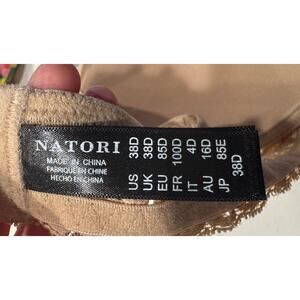 NATORI
MADE IN CHINA
FABRIQUÉ EN CHINE
HECHO EN CHINA
US 38D
UK 38D
EU 85D
FR 100D
IT 4D
AU 16D
JP 85E
38D